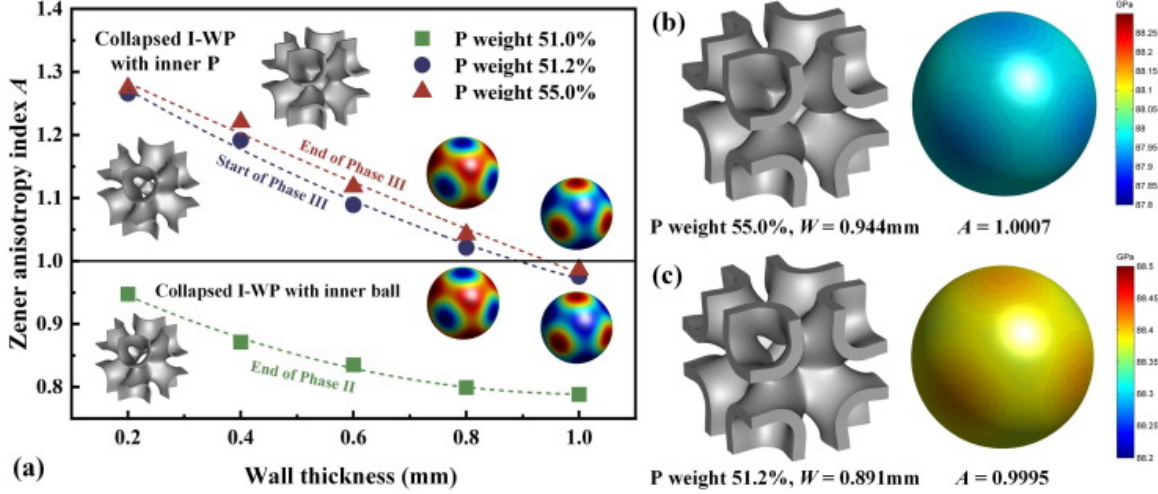 1.4
1.3
1.2
1.1
1.0
0.9
0.8
Zener anisotropy index A
Collapsed I-WP
with inner P
P weight 51.0%
P weight 51.2%
P weight 55.0%
End of Phase III
Start of Phase III
Collapsed I-WP with inner ball
End of Phase II
0.2 0.4 0.6 0.8 1.0
(a) Wall thickness (mm)
(b)
GPa
88.25
88.2
88.15
88.1
88.05
88
87.95
87.9
87.85
87.8
P weight 55.0%, W = 0.944mm A = 1.0007
(c)
GPa
88.5
88.45
88.4
88.35
88.3
88.25
88.2
P weight 51.2%, W = 0.891mm A = 0.9995